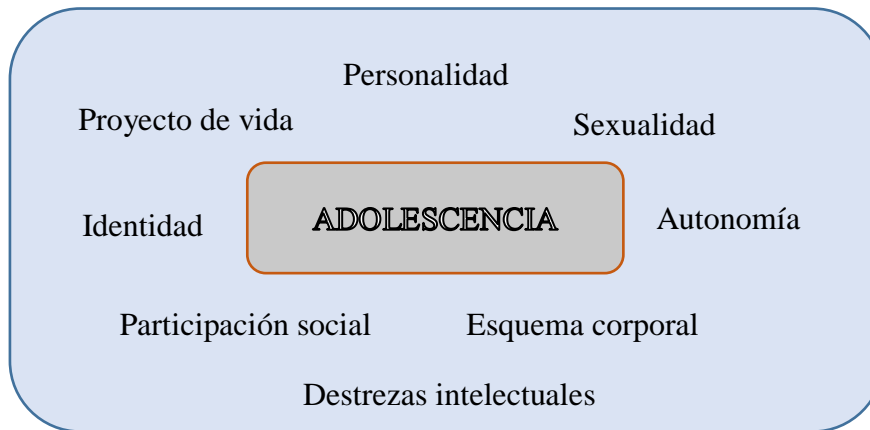 Personalidad
Proyecto de vida
Sexualidad
Identidad
ADOLESCENCIA
Autonomía
Participación social
Esquema corporal
Destrezas intelectuales